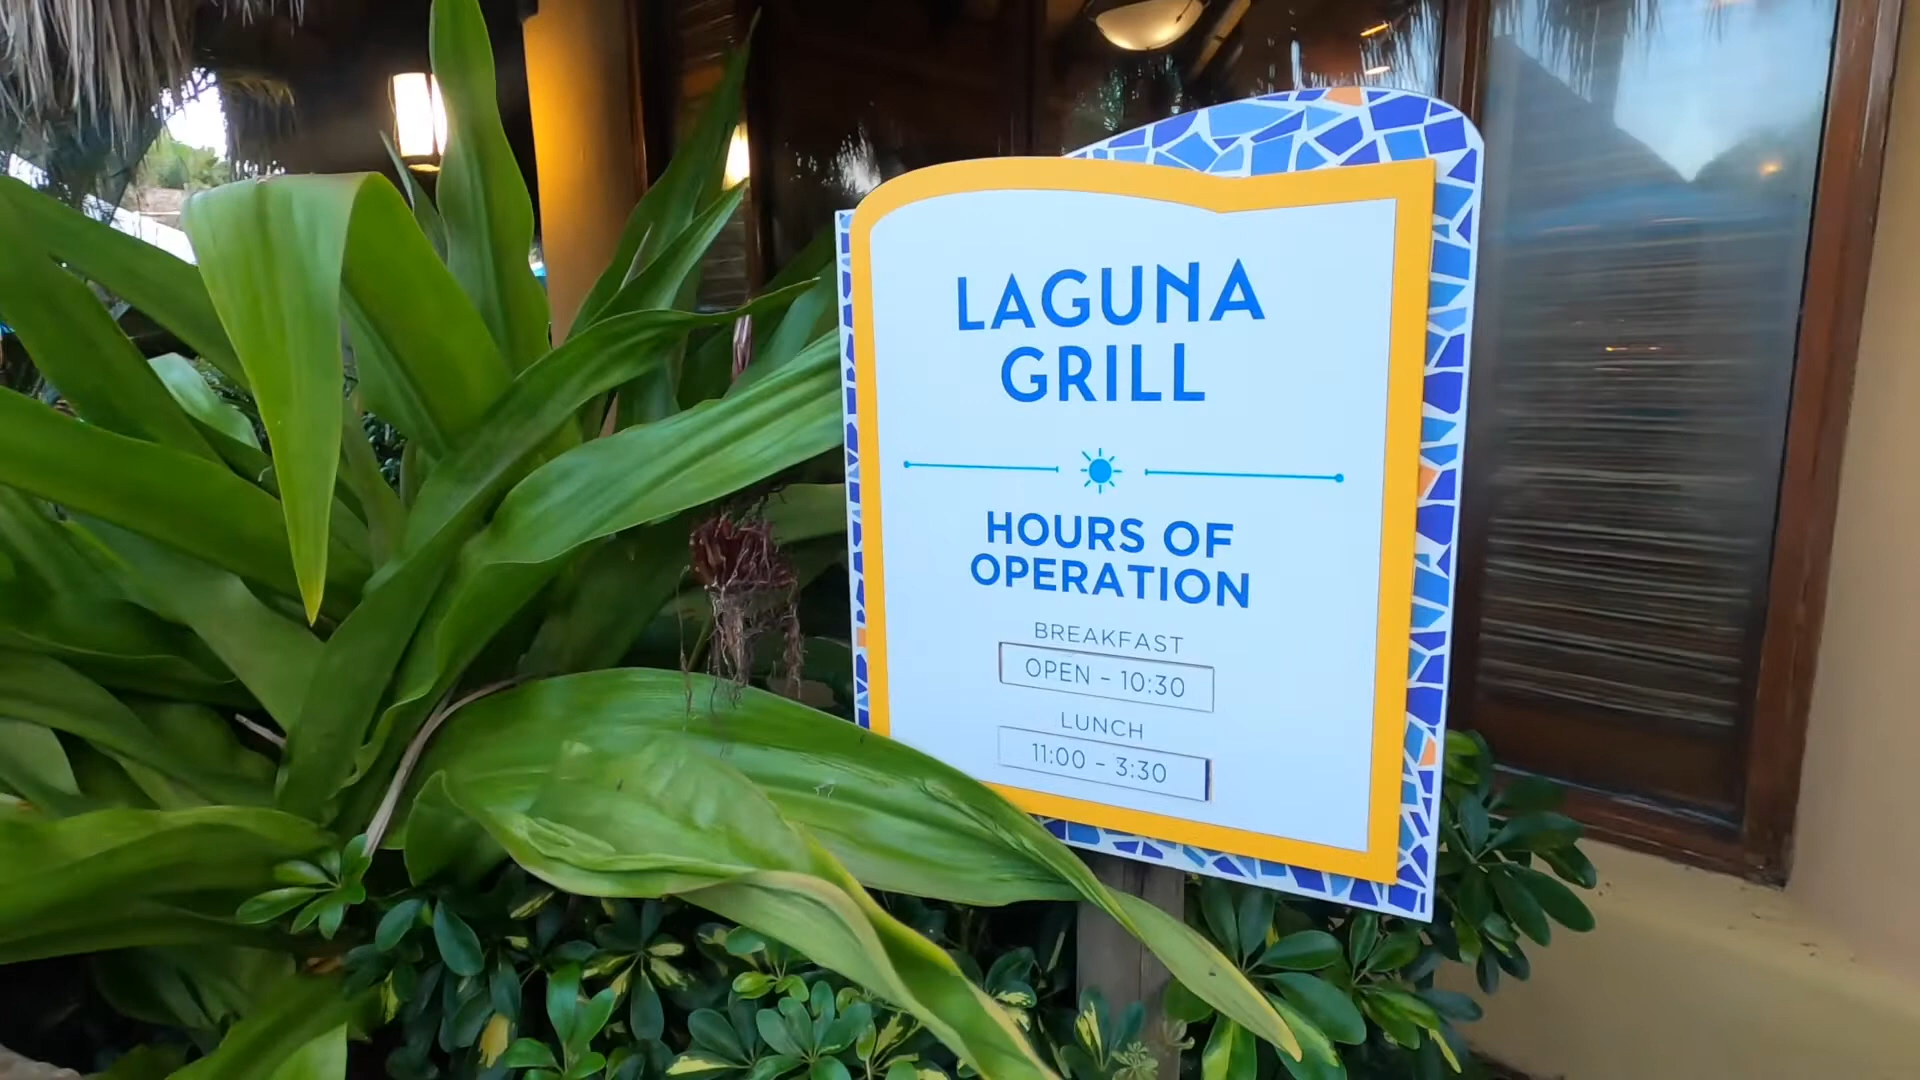 LAGUNA
GRILL
HOURS OF
OPERATION
BREAKFAST
OPEN - 10:30
LUNCH
11:00 - 3:30